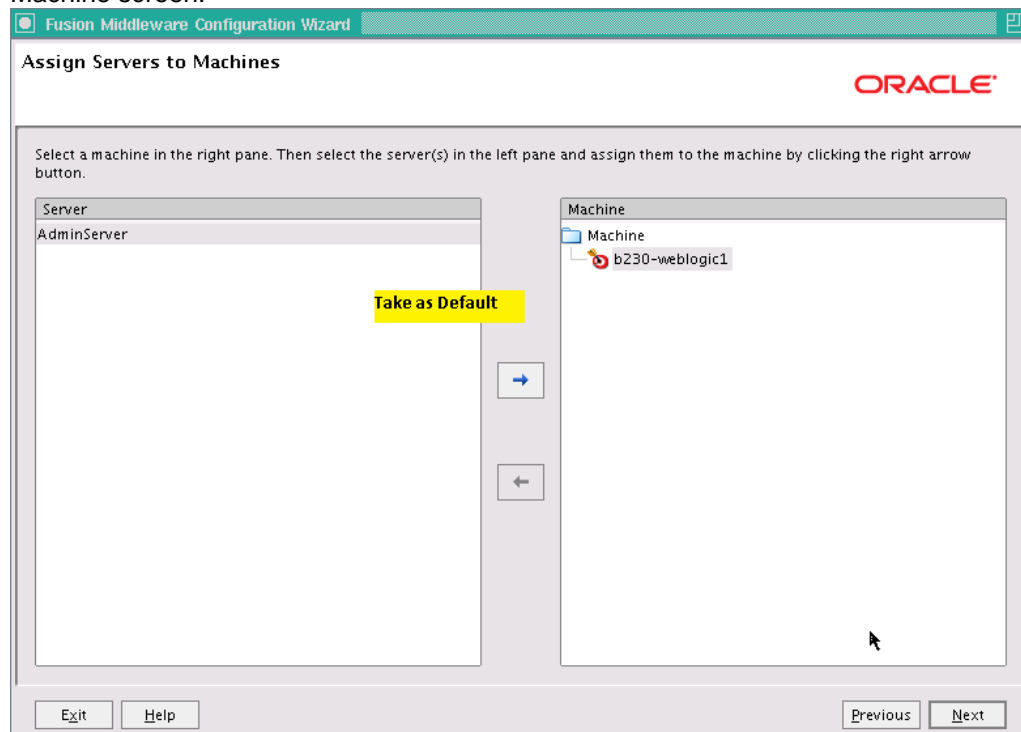 Machine screen.
Fusion Middleware Configuration Wizard
Assign Servers to Machines
ORACLE
Select a machine in the right pane. Then select the server(s) in the left pane and assign them to the machine by clicking the right arrow
button.
Server
Machine
AdminServer
Machine
b230-weblogic1
Take as Default
Exit
Help
Previous
Next